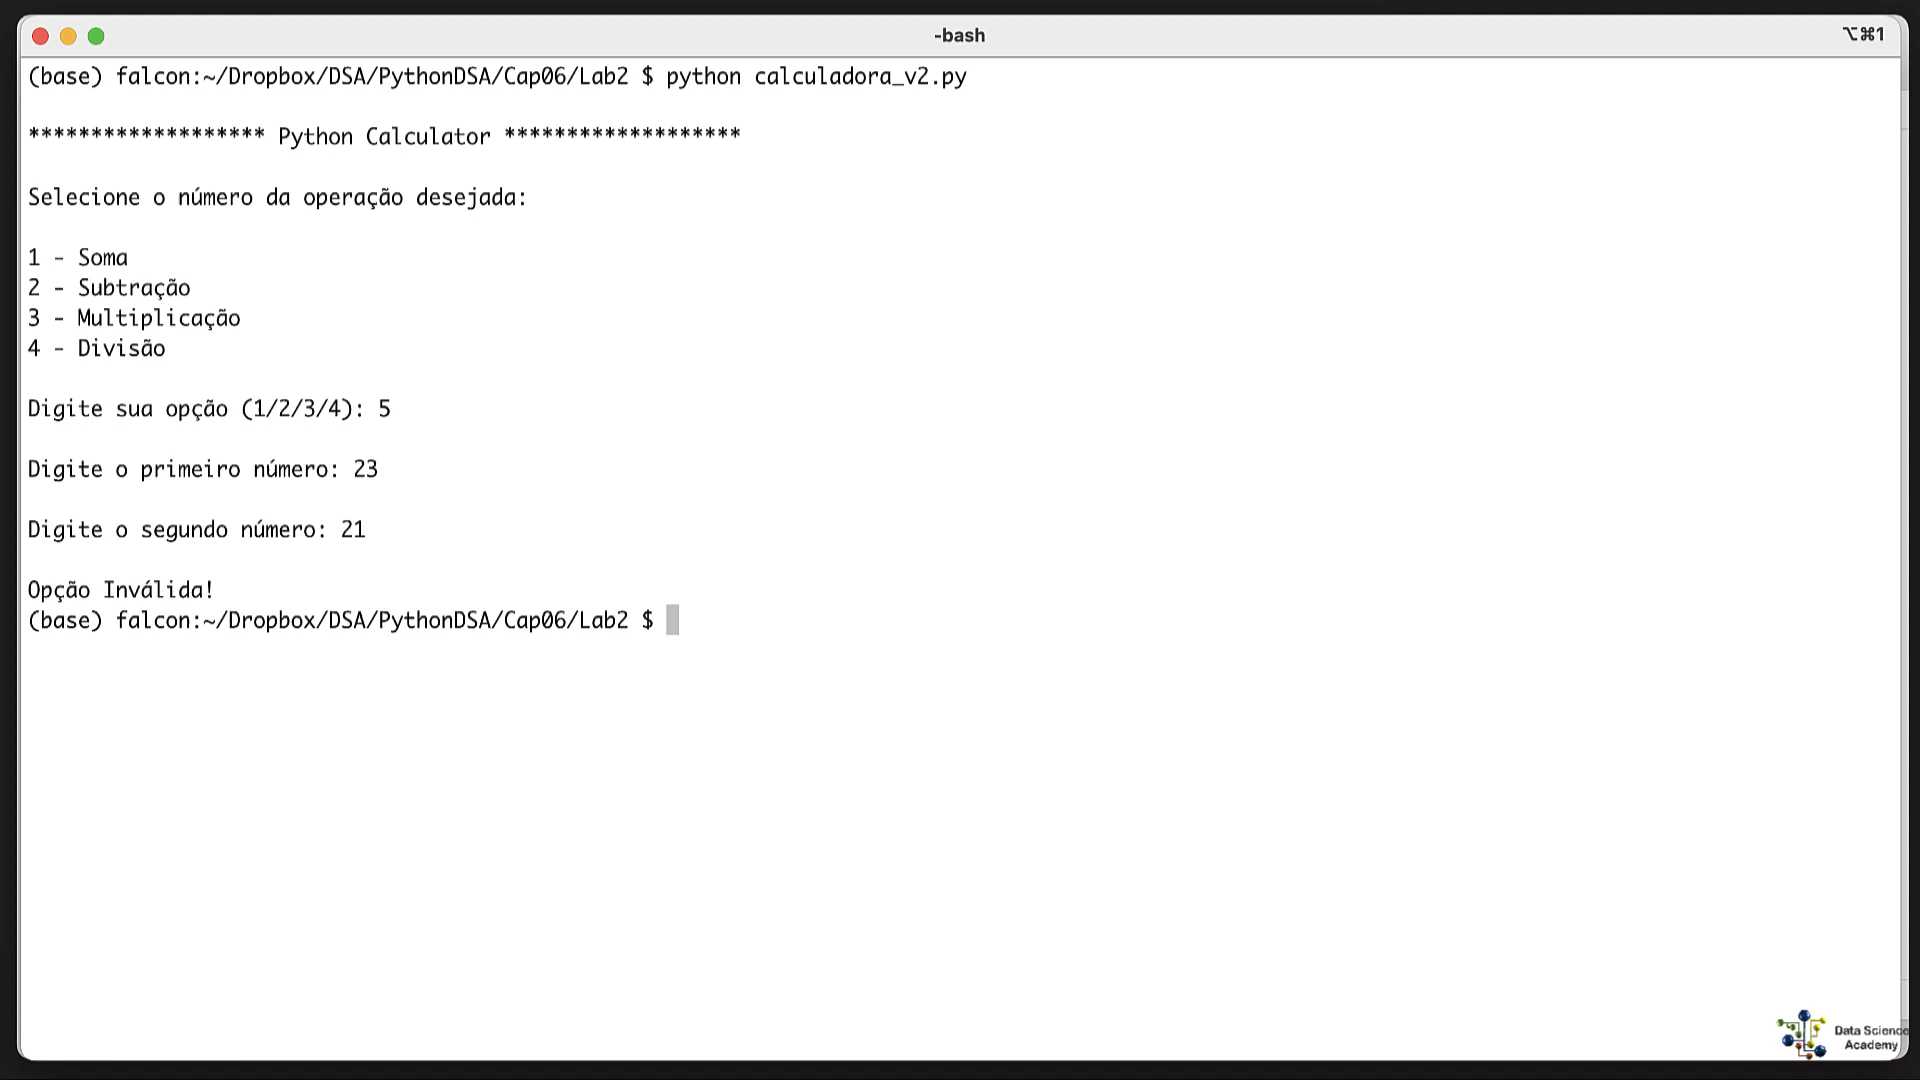 -bash
⌥⌘1
(base) falcon:~/Dropbox/DSA/PythonDSA/Cap06/Lab2 $ python calculadora_v2.py
******************* Python Calculator *******************
Selecione o número da operação desejada:
1 - Soma
2 - Subtração
3 - Multiplicação
4 - Divisão
Digite sua opção (1/2/3/4): 5
Digite o primeiro número: 23
Digite o segundo número: 21
Opção Inválida!
(base) falcon:~/Dropbox/DSA/PythonDSA/Cap06/Lab2 $
Data Science
Academy